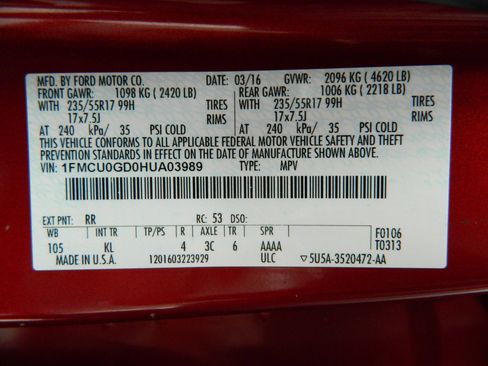 MFD. BY FORD MOTOR CO. DATE: 03/16 GVWR: 2096 KG ( 4620 LB)
FRONT GAWR: 1098 KG ( 2420 LB) REAR GAWR: 1006 KG ( 2218 LB)
WITH 235/55R17 99H TIRES WITH 235/55R17 99H TIRES
17x7.5J RIMS 17x7.5J RIMS
AT 240 kPa/ 35 PSI COLD AT 240 kPa/ 35 PSI COLD
THIS VEHICLE CONFORMS TO ALL APPLICABLE FEDERAL MOTOR VEHICLE SAFETY AND THEFT
PREVENTION STANDARDS IN EFFECT ON THE DATE OF MANUFACTURE SHOWN ABOVE.
VIN: 1FMCU0GD0HUA03989 TYPE: MPV
EXT PNT: RR RC: 53 DSO:
WB INT TR TP/PS R AXLE TR SPR F0106
105 KL 4 3C 6 AAAA T0313
MADE IN U.S.A. 1201603223929 ULC ▽5U5A-3520472-AA